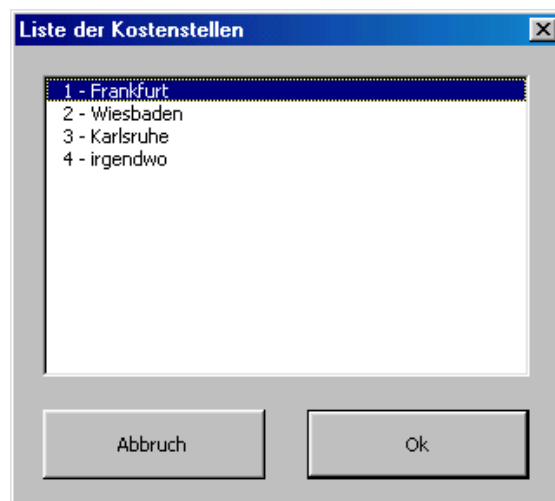 Liste der Kostenstellen
1 - Frankfurt
2 - Wiesbaden
3 - Karlsruhe
4 - irgendwo
Abbruch
Ok